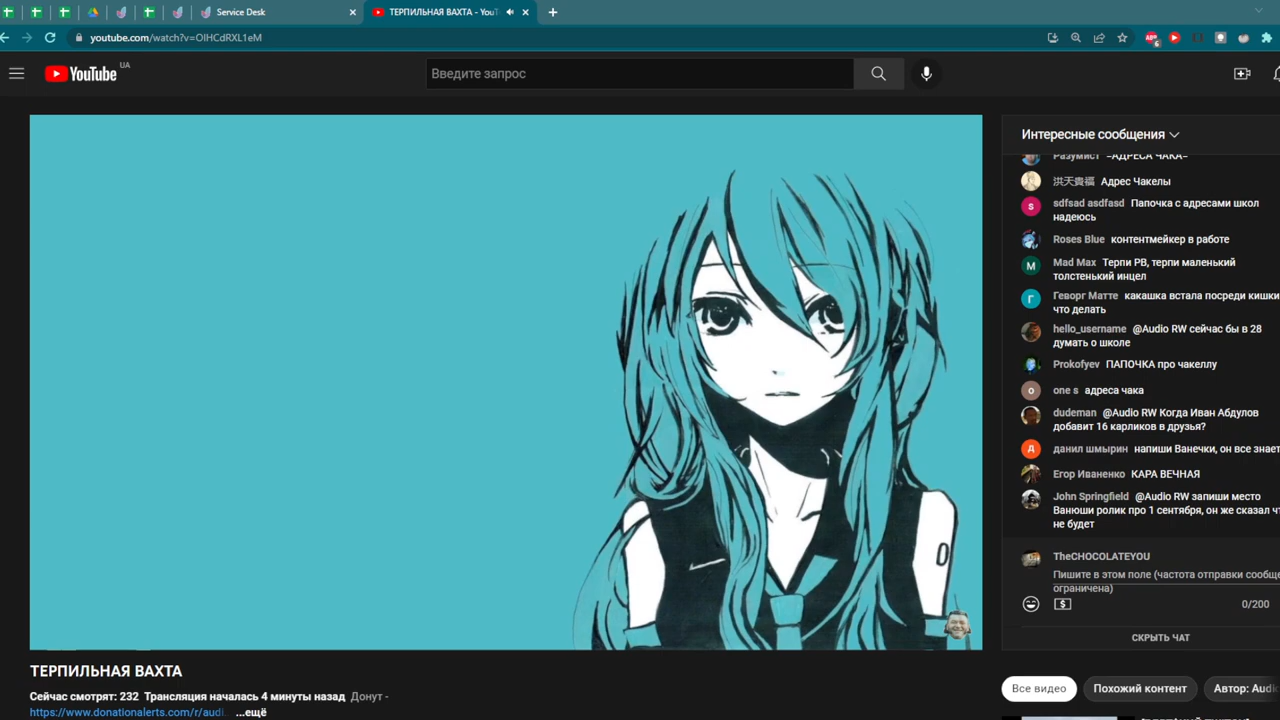 Service Desk
ТЕРПИЛЬНАЯ ВАХТА - YouT
youtube.com/watch?v=OIHCdRXL1eM
YouTube UA
Введите запрос
Интересные сообщения
Разумист =АДРЕСА ЧАКА=
洪天貴福 Адрес Чакелы
sdfsad asdfasd Папочка с адресами школ
надеюсь
Roses Blue контентмейкер в работе
Mad Max Терпи РВ, терпи маленький
толстенький инцел
Геворг Матте какашка встала посреди кишки
что делать
hello_username @Audio RW сейчас бы в 28
думать о школе
Prokofyev ПАПОЧКА про чакеллу
one s адреса чака
dudeman @Audio RW Когда Иван Абдулов
добавит 16 карликов в друзья?
данил шмырин напиши Ванечки, он все знает
Егор Иваненко КАРА ВЕЧНАЯ
John Springfield @Audio RW запиши место
Ванюши ролик про 1 сентября, он же сказал чт
не будет
TheCHOCOLATEYOU
Пишите в этом поле (частота отправки сообще
ограничена)
0/200
СКРЫТЬ ЧАТ
01
ТЕРПИЛЬНАЯ ВАХТА
Сейчас смотрят: 232 Трансляция началась 4 минуты назад Донут -
https://www.donationalerts.com/r/audi ...ещё
Все видео
Похожий контент
Автор: Audi